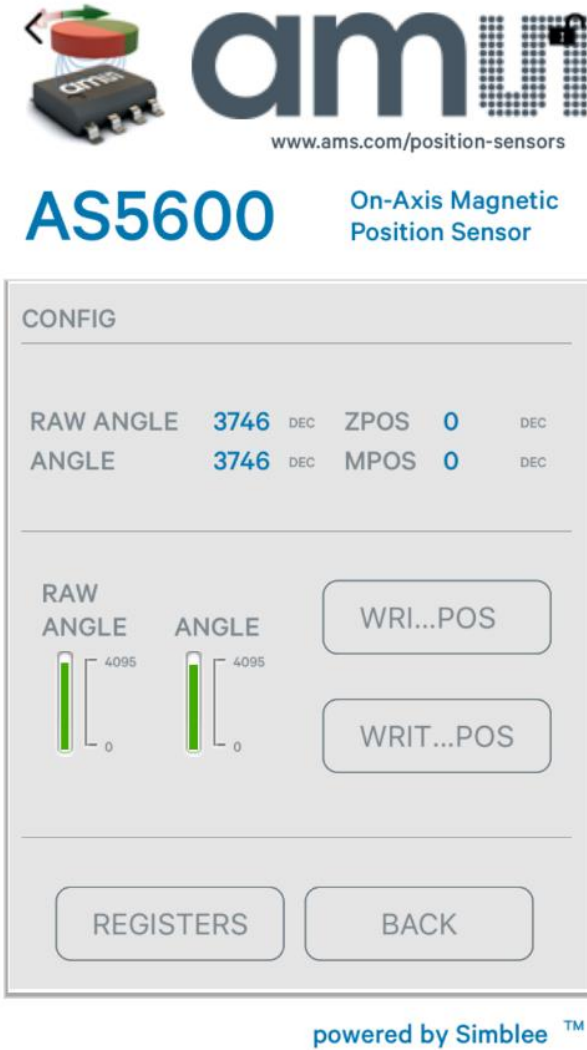 amu
amu
www.ams.com/position-sensors
AS5600
On-Axis Magnetic
Position Sensor
CONFIG
RAW ANGLE 3746 DEC ZPOS 0 DEC
ANGLE 3746 DEC MPOS 0 DEC
RAW
ANGLE
4095
0
ANGLE
4095
0
WRI...POS
WRIT...POS
REGISTERS
BACK
powered by Simblee ™